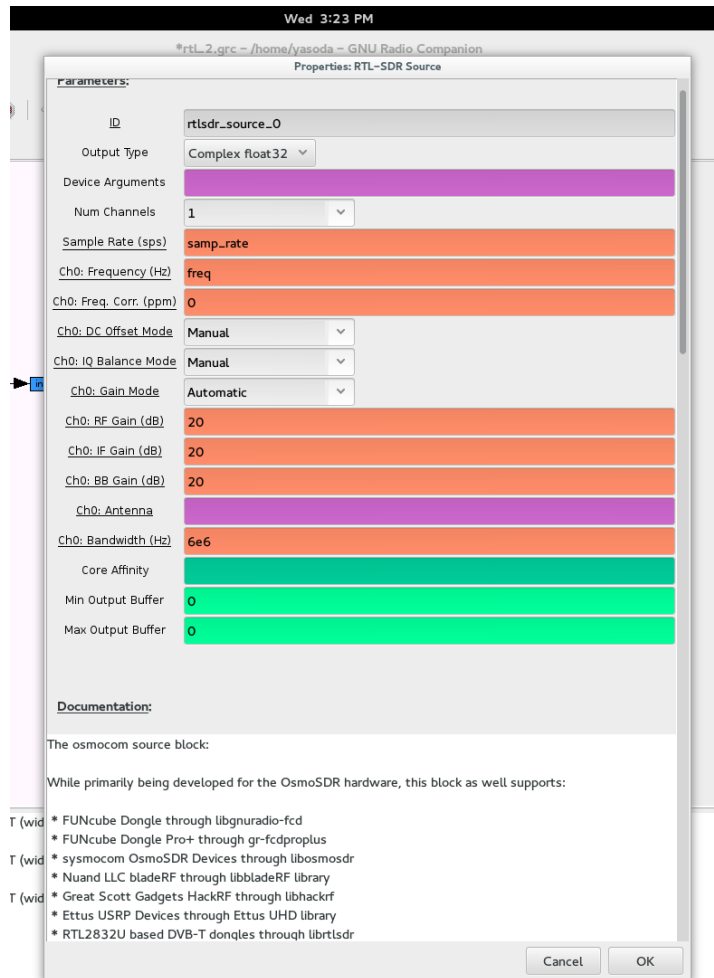 Wed 3:23 PM
*rtl_2.grc – /home/yasoda – GNU Radio Companion
Properties: RTL-SDR Source
Parameters:
ID rtlsdr_source_0
Output Type Complex float32
Device Arguments
Num Channels 1
Sample Rate (sps) samp_rate
Ch0: Frequency (Hz) freq
Ch0: Freq. Corr. (ppm) 0
Ch0: DC Offset Mode Manual
Ch0: IQ Balance Mode Manual
in
Ch0: Gain Mode Automatic
Ch0: RF Gain (dB) 20
Ch0: IF Gain (dB) 20
Ch0: BB Gain (dB) 20
Ch0: Antenna
Ch0: Bandwidth (Hz) 6e6
Core Affinity
Min Output Buffer 0
Max Output Buffer 0
Documentation:
The osmocom source block:
While primarily being developed for the OsmoSDR hardware, this block as well supports:
T (wid * FUNcube Dongle through libgnuradio-fcd
* FUNcube Dongle Pro+ through gr-fcdproplus
T (wid * sysmocom OsmoSDR Devices through libosmosdr
* Nuand LLC bladeRF through libbladeRF library
T (wid * Great Scott Gadgets HackRF through libhackrf
* Ettus USRP Devices through Ettus UHD library
* RTL2832U based DVB-T dongles through librtlsdr
Cancel OK